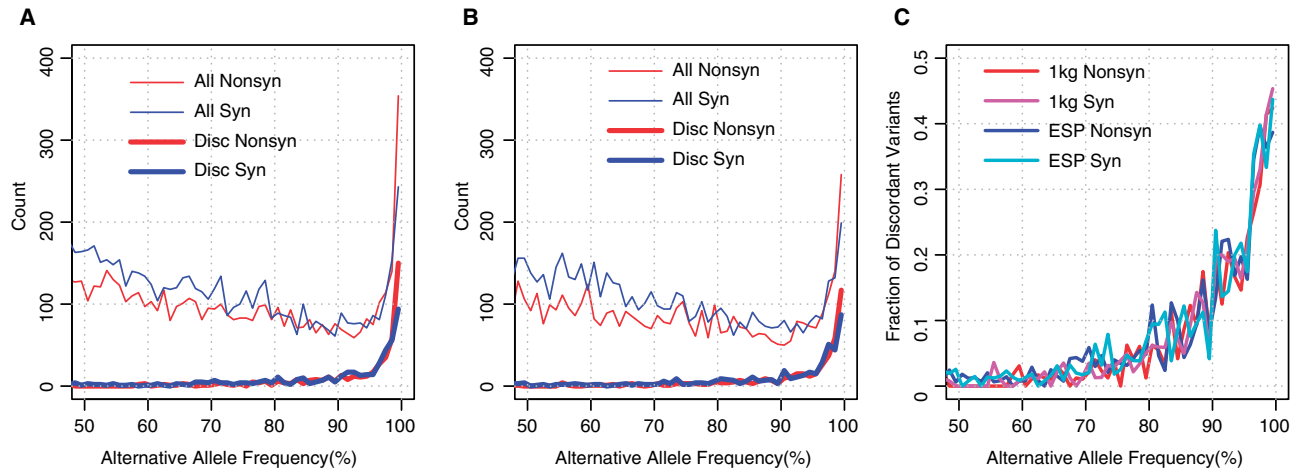 A
400
300
200
100
0
Count
All Nonsyn
All Syn
Disc Nonsyn
Disc Syn
50 60 70 80 90 100
Alternative Allele Frequency(%)
B
400
300
200
100
0
Count
All Nonsyn
All Syn
Disc Nonsyn
Disc Syn
50 60 70 80 90 100
Alternative Allele Frequency(%)
C
0.5
0.4
0.3
0.2
0.1
0
Fraction of Discordant Variants
1kg Nonsyn
1kg Syn
ESP Nonsyn
ESP Syn
50 60 70 80 90 100
Alternative Allele Frequency(%)